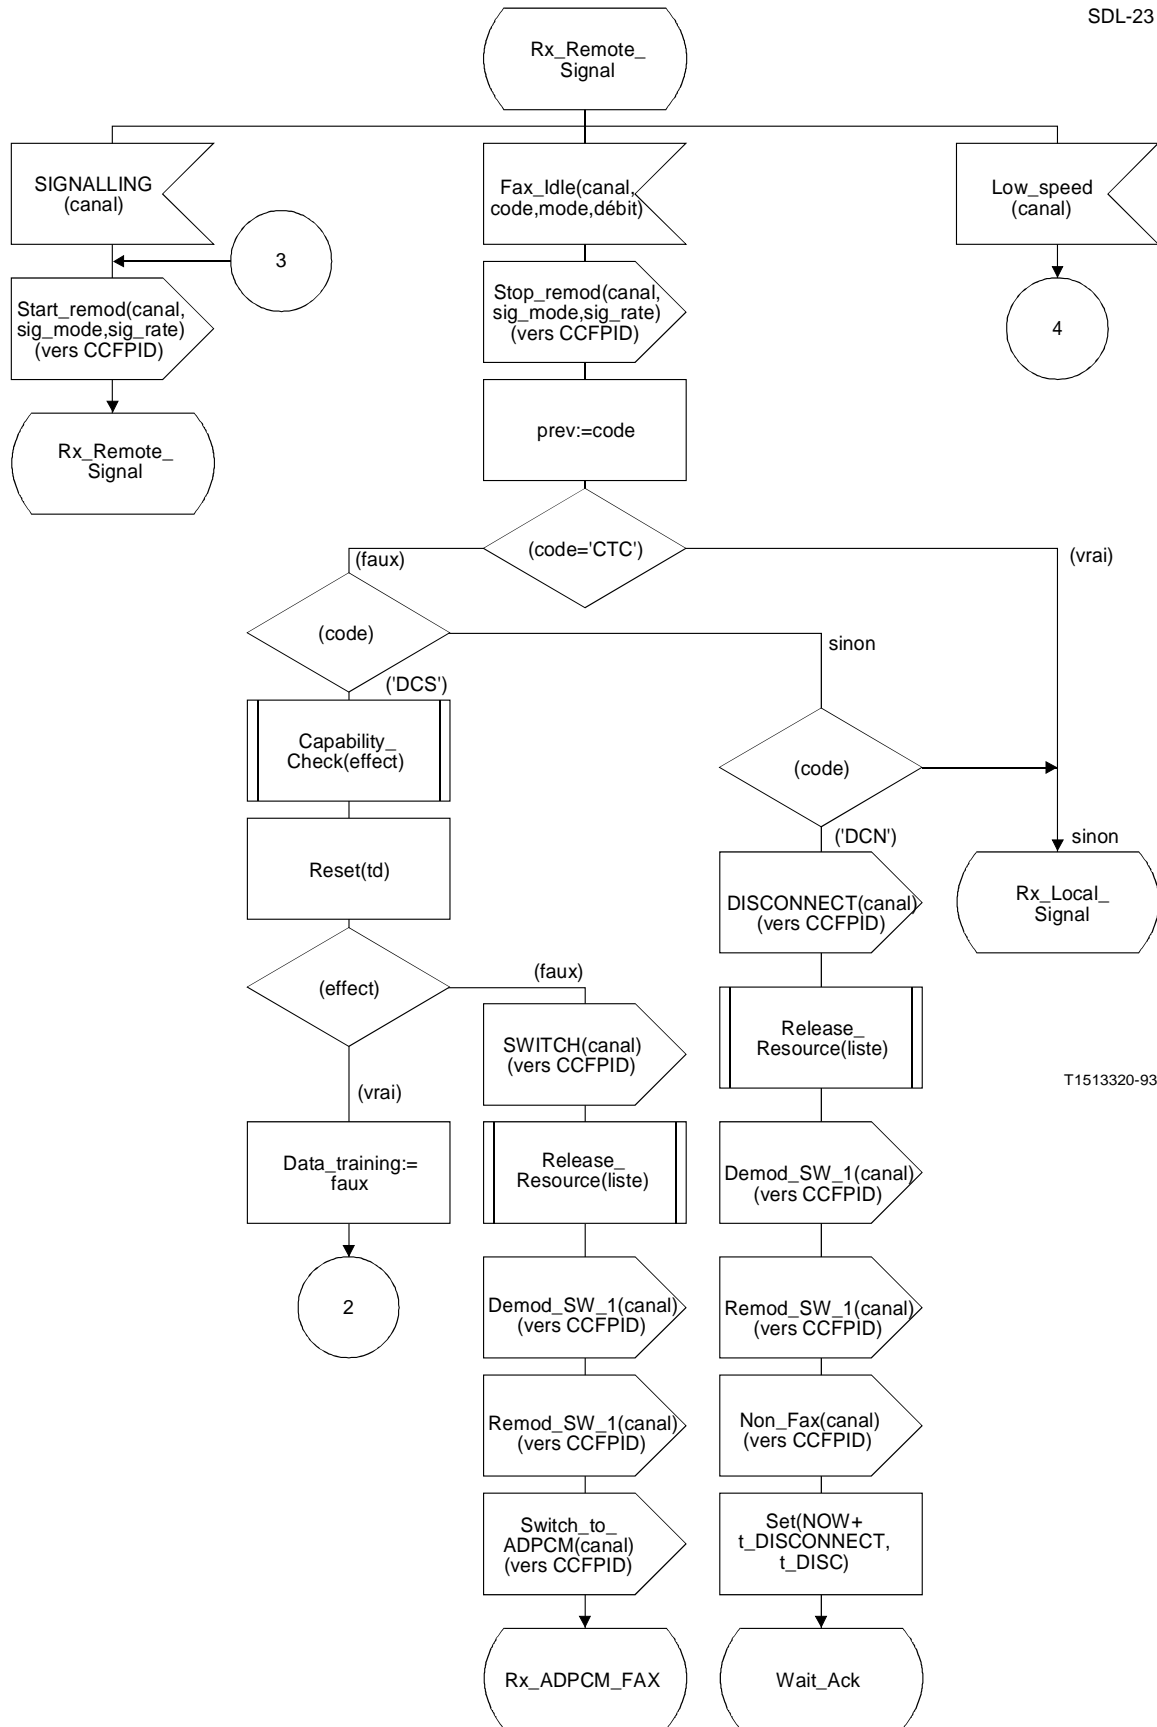 SDL-23
Rx_Remote_
Signal
SIGNALLING
(canal)
Fax_Idle(canal,
code,mode,débit)
Low_speed
(canal)
3
Start_remod(canal,
sig_mode,sig_rate)
(vers CCFPID)
Stop_remod(canal,
sig_mode,sig_rate)
(vers CCFPID)
4
Rx_Remote_
Signal
prev:=code
(code='CTC')
(faux)
(vrai)
(code)
sinon
('DCS')
Capability_
Check(effect)
(code)
('DCN')
sinon
Reset(td)
DISCONNECT(canal)
(vers CCFPID)
Rx_Local_
Signal
(effect)
(faux)
(vrai)
SWITCH(canal)
(vers CCFPID)
Release_
Resource(liste)
T1513320-93
Data_training:=
faux
Release_
Resource(liste)
Demod_SW_1(canal)
(vers CCFPID)
2
Demod_SW_1(canal)
(vers CCFPID)
Remod_SW_1(canal)
(vers CCFPID)
Remod_SW_1(canal)
(vers CCFPID)
Non_Fax(canal)
(vers CCFPID)
Switch_to_
ADPCM(canal)
(vers CCFPID)
Set(NOW+
t_DISCONNECT,
t_DISC)
Rx_ADPCM_FAX
Wait_Ack